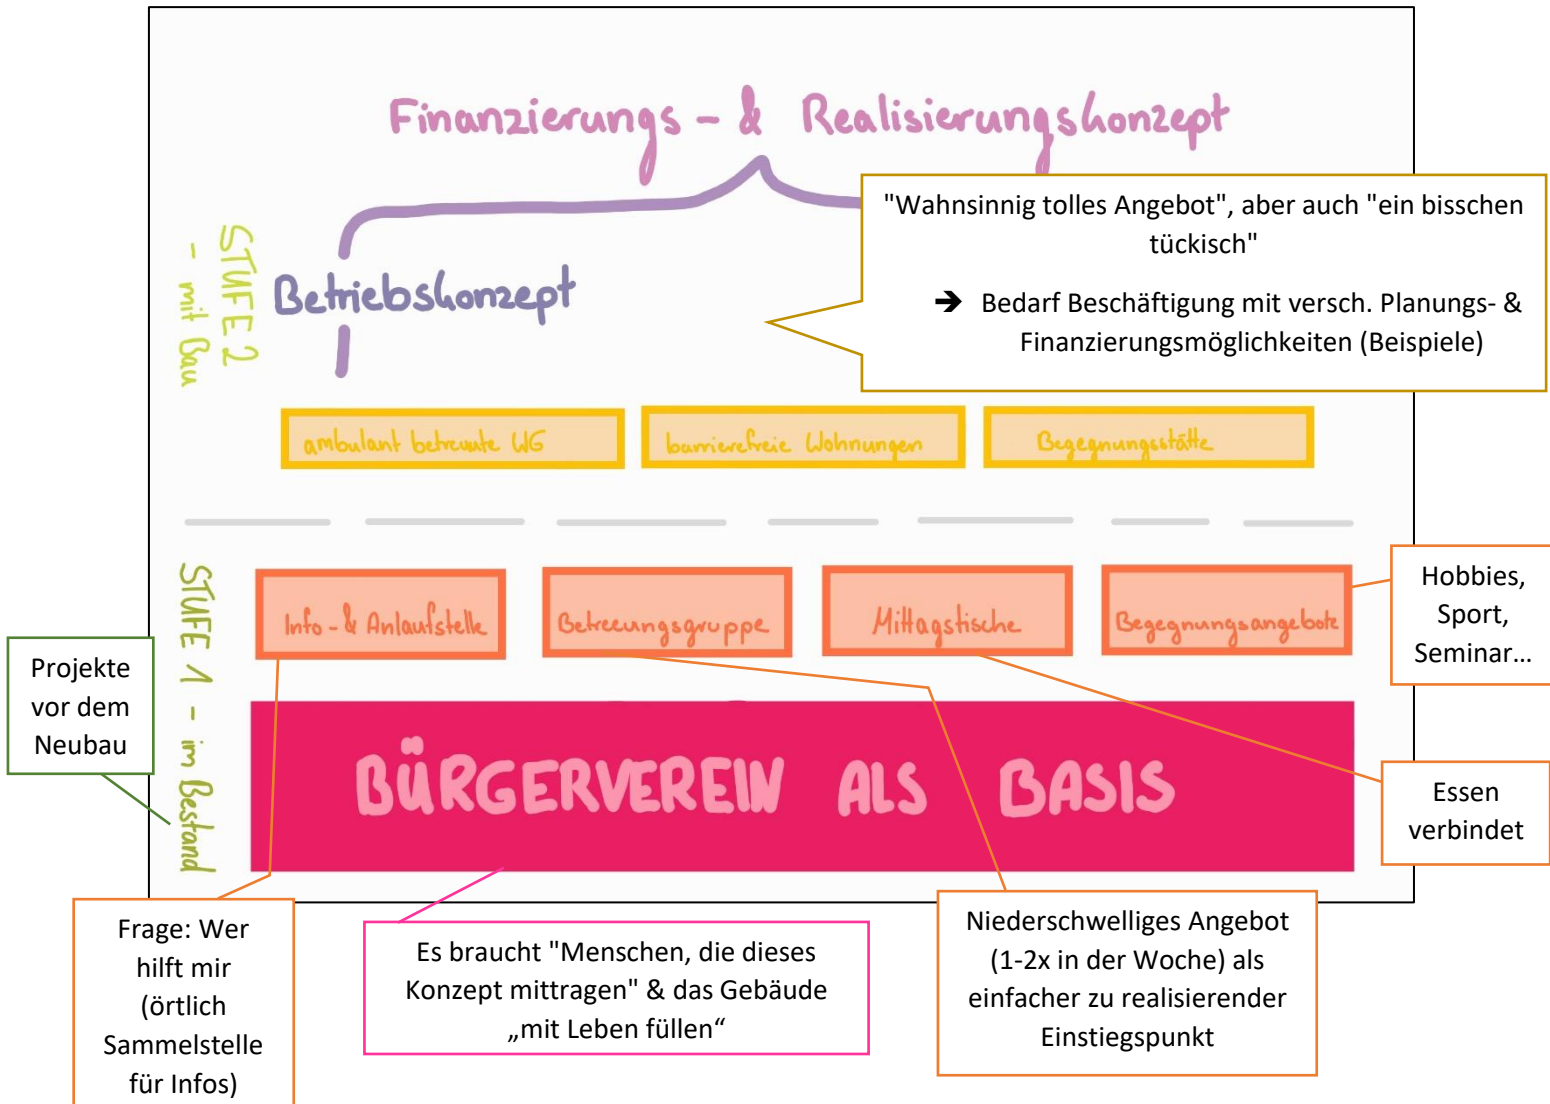 Finanzierungs- & Realisierungskonzept
"Wahnsinnig tolles Angebot", aber auch "ein bisschen
tückisch"
➔ Bedarf Beschäftigung mit versch. Planungs- &
Finanzierungsmöglichkeiten (Beispiele)
STUFE 2
- mit Bau
Betriebskonzept
ambulant betreute WG
barrierefreie Wohnungen
Begegnungsstätte
STUFE 1 - im Bestand
Info- & Anlaufstelle
Betreeungsgruppe
Mittagstische
Begegnungsangebote
Hobbies,
Sport,
Seminar...
Projekte
vor dem
Neubau
BÜRGERVEREIN ALS BASIS
Essen
verbindet
Frage: Wer
hilft mir
(örtlich
Sammelstelle
für Infos)
Es braucht "Menschen, die dieses
Konzept mittragen" & das Gebäude
„mit Leben füllen“
Niederschwelliges Angebot
(1-2x in der Woche) als
einfacher zu realisierender
Einstiegspunkt